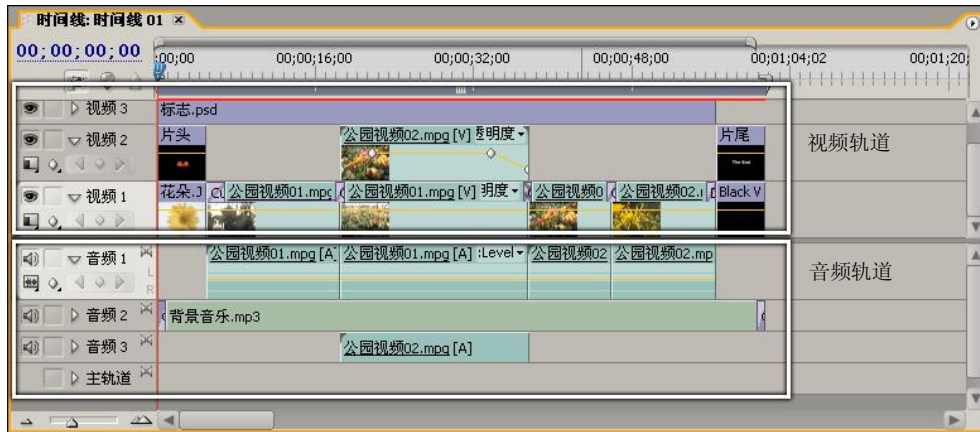 时间线: 时间线 01
00;00;00;00
:00;00 00;00;16;00 00;00;32;00 00;00;48;00 00;01;04;02 00;01;20;
视频 3 标志.psd
视频 2 片头 公园视频02.mpg [V] 明度 片尾
视频轨道
视频 1 花朵.J 公园视频01.mpg 公园视频01.mpg [V] 明度 公园视频0 公园视频02.r Black V
音频 1 公园视频01.mpg [A] 公园视频01.mpg [A] :Level 公园视频02 公园视频02.mp
L
R
音频轨道
音频 2 背景音乐.mp3
音频 3 公园视频02.mpg [A]
主轨道